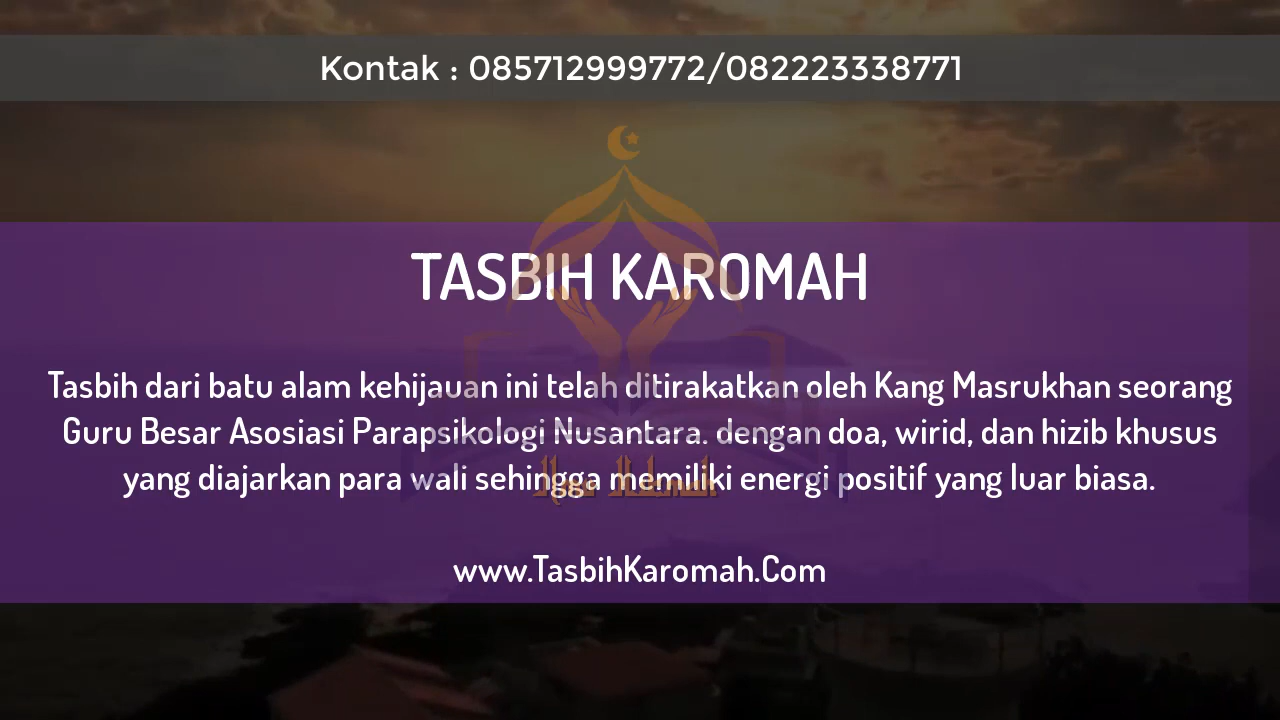 Kontak : 085712999772/082223338771
TASBIH KAROMAH
Tasbih dari batu alam kehijauan ini telah ditirakatkan oleh Kang Masrukhan seorang
Guru Besar Asosiasi Parapsikologi Nusantara. dengan doa, wirid, dan hizib khusus
yang diajarkan para wali sehingga memiliki energi positif yang luar biasa.
www.TasbihKaromah.Com